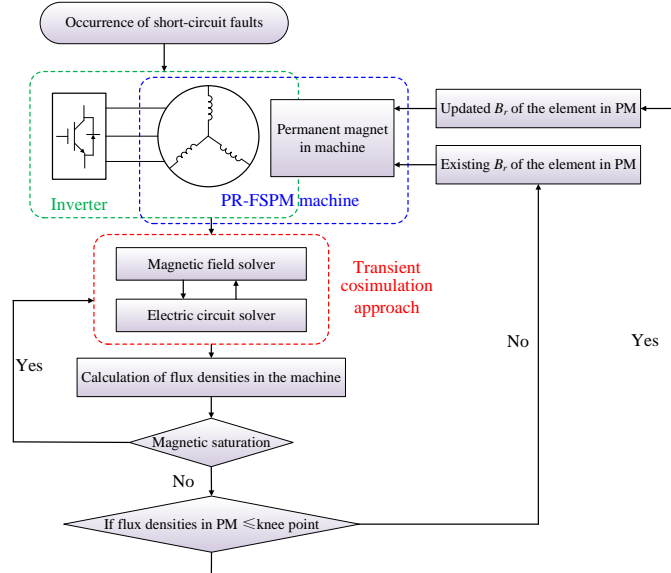 Occurrence of short-circuit faults
Permanent magnet
in machine
Updated Br of the element in PM
Existing Br of the element in PM
Inverter
PR-FSPM machine
Magnetic field solver
Electric circuit solver
Transient
cosimulation
approach
Yes
No
Yes
Calculation of flux densities in the machine
Magnetic saturation
No
If flux densities in PM ≤knee point